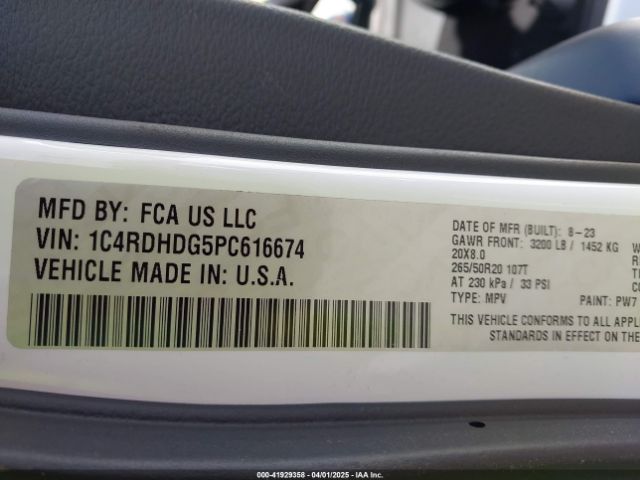 MFD BY: FCA US LLC
VIN: 1C4RDHDG5PC616674
VEHICLE MADE IN: U.S.A.
DATE OF MFR (BUILT): 8-23
GAWR FRONT: 3200 LB / 1452 KG
20X8.0
265/50R20 107T
AT 230 kPa / 33 PSI
TYPE: MPV PAINT: PW7
THIS VEHICLE CONFORMS TO ALL
STANDARDS IN EFFECT ON THE
000-41929358 - 04/01/2025 - IAA Inc.